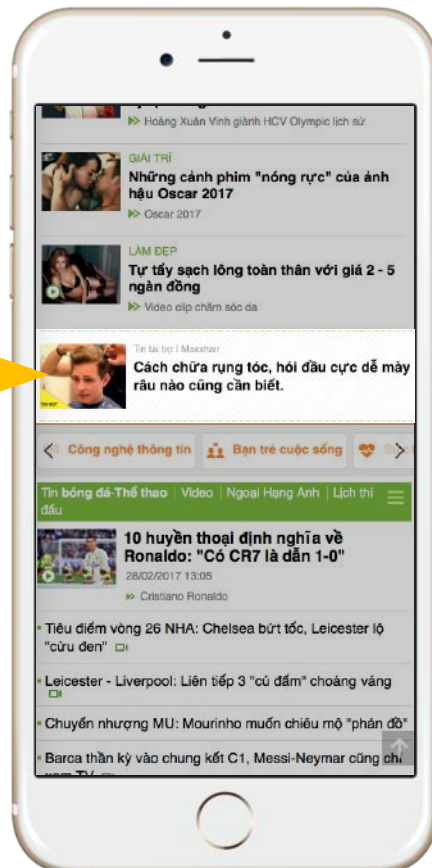 Hoàng Xuân Vinh giành HCV Olympic lịch sử
GIẢI TRÍ
Những cảnh phim "nóng rực" của ảnh
hậu Oscar 2017
Oscar 2017
LÀM ĐẸP
Tự tẩy sạch lông toàn thân với giá 2 - 5
ngàn đồng
Video clip chăm sóc da
Tin tài trợ | Maxxhair
Cách chữa rụng tóc, hói đầu cực dễ mày
râu nào cũng cần biết.
Công nghệ thông tin
Bạn trẻ cuộc sống
Tin bóng đá-Thể thao | Video | Ngoại Hạng Anh | Lịch thi
đấu
10 huyền thoại định nghĩa về
Ronaldo: "Có CR7 là dẫn 1-0"
28/02/2017 13:05
Cristiano Ronaldo
Tiêu điểm vòng 26 NHA: Chelsea bứt tốc, Leicester lộ
"cừu đen"
Leicester - Liverpool: Liên tiếp 3 "cú đấm" choáng váng
Chuyển nhượng MU: Mourinho muốn chiêu mộ "phản đồ"
Barca thần kỳ vào chung kết C1, Messi-Neymar cũng chỉ
xem TV